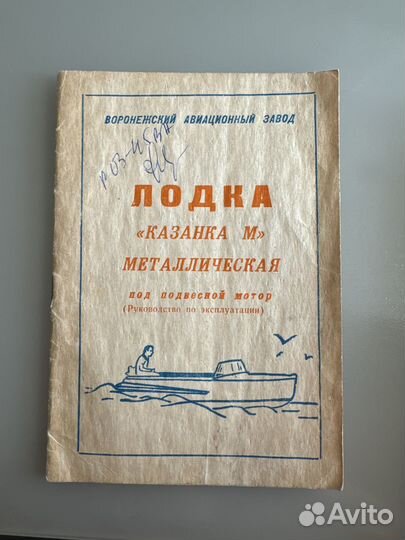 ВОРОНЕЖСКИЙ АВИАЦИОННЫЙ ЗАВОД
ЛОДКА
«КАЗАНКА М»
МЕТАЛЛИЧЕСКАЯ
под подвесной мотор
(Руководство по эксплуатации)
Avito